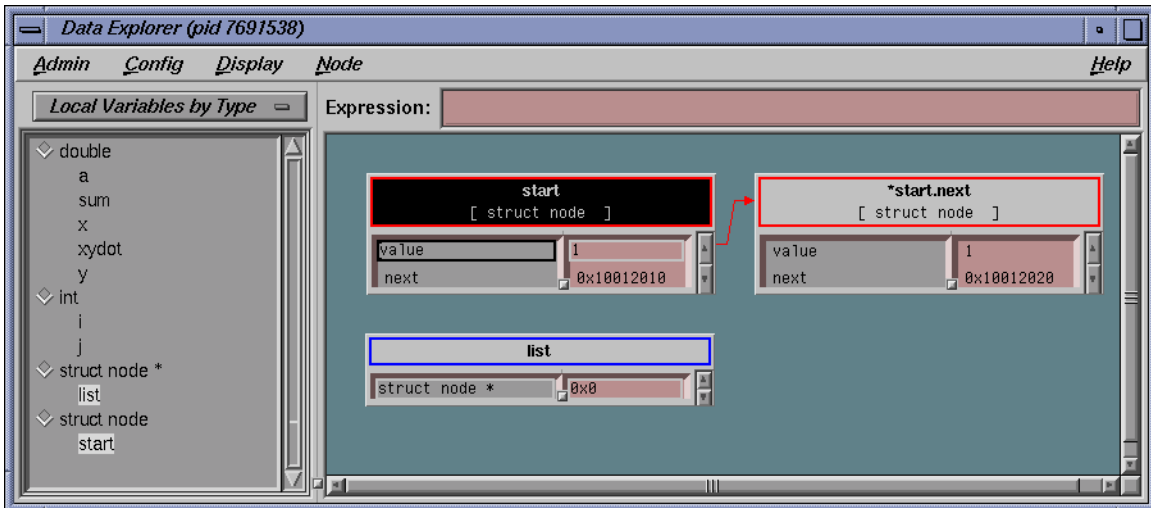 Data Explorer (pid 7691538)
Admin Config Display Node Help
Local Variables by Type
Expression:
double
a
sum
x
xydot
y
int
i
j
struct node *
list
struct node
start
start
[ struct node ]
value 1
next 0x10012010
*start.next
[ struct node ]
value 1
next 0x10012020
list
struct node * 0x0